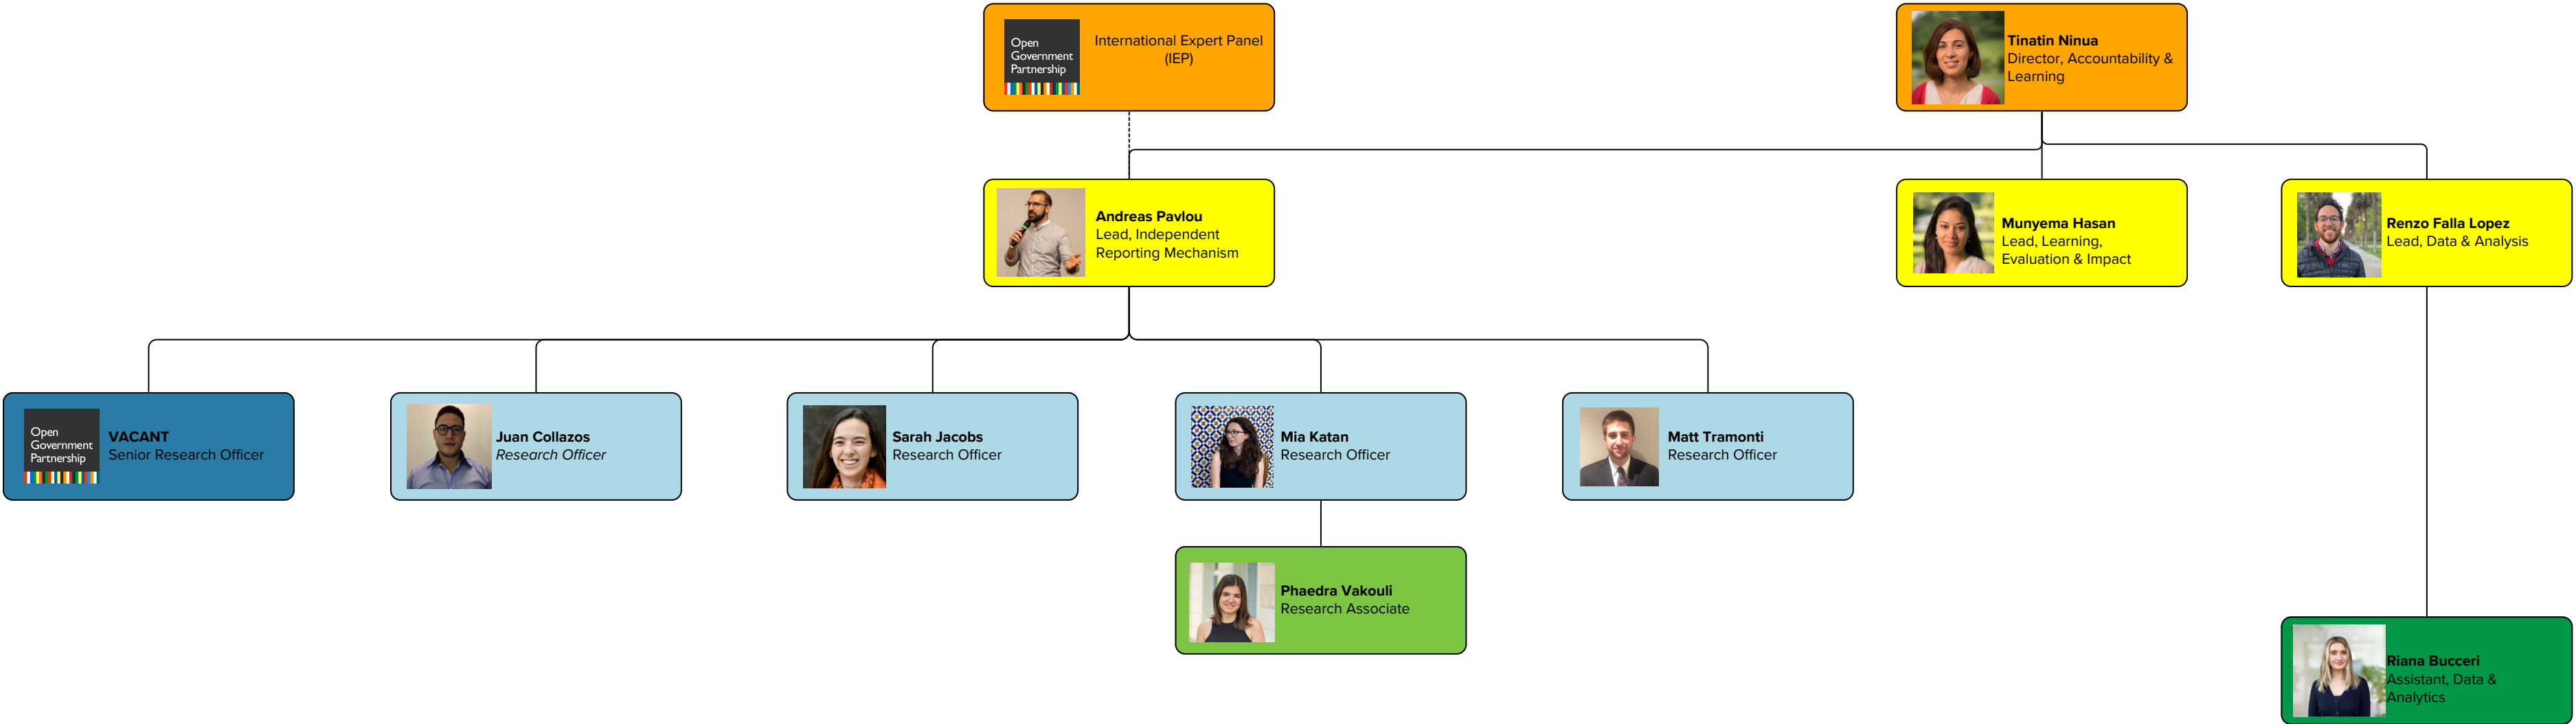 Open
Government
Partnership
International Expert Panel
(IEP)
Tinatin Ninua
Director, Accountability &
Learning
Andreas Pavlou
Lead, Independent
Reporting Mechanism
Munyema Hasan
Lead, Learning,
Evaluation & Impact
Renzo Falla Lopez
Lead, Data & Analysis
Open
Government
Partnership
VACANT
Senior Research Officer
Juan Collazos
Research Officer
Sarah Jacobs
Research Officer
Mia Katan
Research Officer
Matt Tramonti
Research Officer
Phaedra Vakouli
Research Associate
Riana Bucceri
Assistant, Data &
Analytics